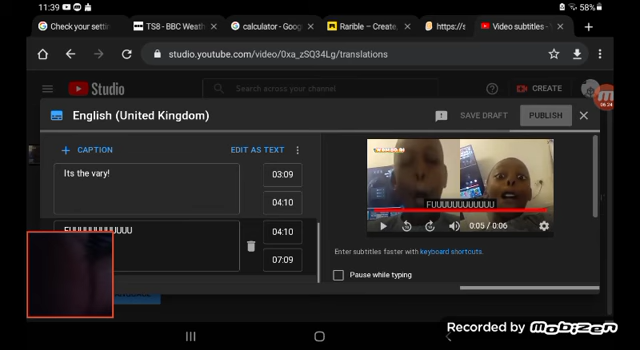 11:39
58%
Check your settin
TS8 - BBC Weath
calculator - Goog
Rarible – Create,
https://s
Video subtitles -
studio.youtube.com/video/0xa_zSQ34Lg/translations
Studio
Search across your channel
CREATE
06:24
English (United Kingdom)
SAVE DRAFT
PUBLISH
CAPTION
EDIT AS TEXT
Its the vary!
03:09
04:10
FUUUUUUUUUUUU
04:10
07:09
FUUUUUUUUUUUU
0:05 / 0:06
Enter subtitles faster with keyboard shortcuts.
Pause while typing
Recorded by Mobizen